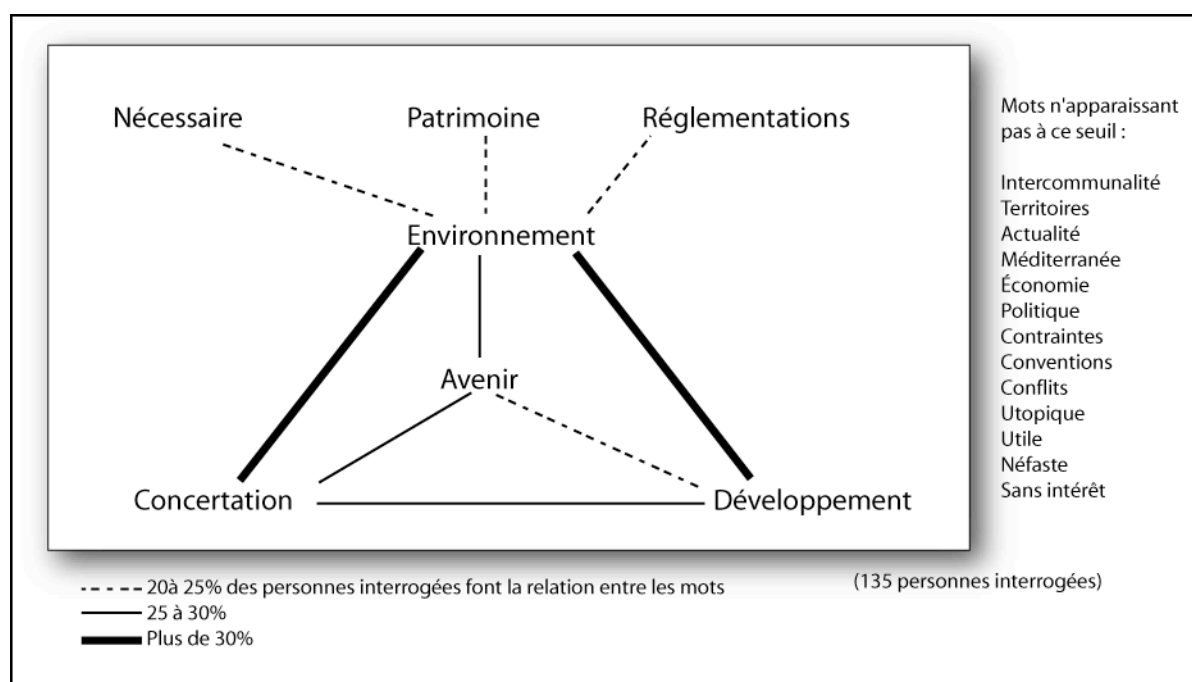 Nécessaire
Patrimoine
Réglementations
Environnement
Avenir
Concertation
Développement
Mots n'apparaissant
pas à ce seuil :
Intercommunalité
Territoires
Actualité
Méditerranée
Économie
Politique
Contraintes
Conventions
Conflits
Utopique
Utile
Néfaste
Sans intérêt
20à 25% des personnes interrogées font la relation entre les mots
25 à 30%
Plus de 30%
(135 personnes interrogées)